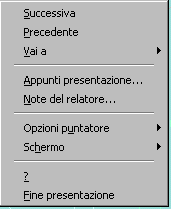 Successiva
Precedente
Vai a
Appunti presentazione...
Note del relatore...
Opzioni puntatore
Schermo
?
Fine presentazione